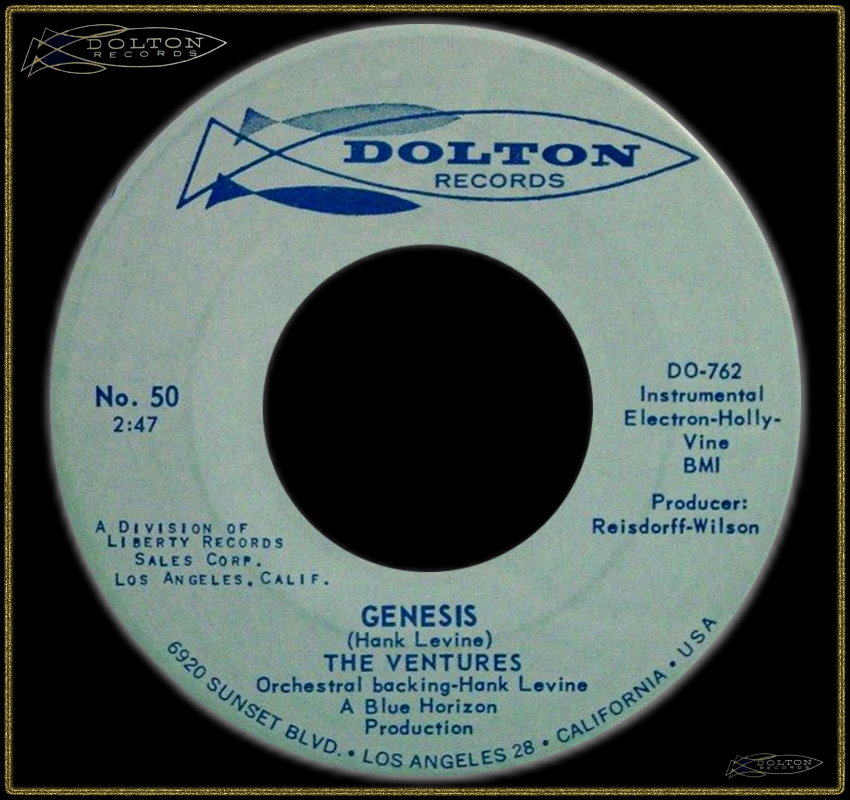 DOLTON
RECORDS
DOLTON
RECORDS
No. 50
2:47
DO-762
Instrumental
Electron-Holly-
Vine
BMI
Producer:
Reisdorff-Wilson
A DIVISION OF
LIBERTY RECORDS
SALES CORP.
LOS ANGELES, CALIF.
GENESIS
(Hank Levine)
THE VENTURES
Orchestral backing-Hank Levine
A Blue Horizon
Production
6920 SUNSET BLVD. • LOS ANGELES 28 • CALIFORNIA • USA
DOLTON
RECORDS